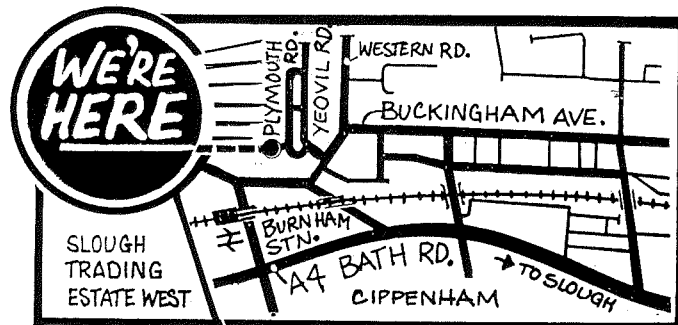 WE'RE
HERE
PLYMOUTH
RD.
YEOVIL RD.
WESTERN RD.
BUCKINGHAM AVE.
BURNHAM
STN.
SLOUGH
TRADING
ESTATE WEST
A4 BATH RD.
CIPPENHAM
TO SLOUGH